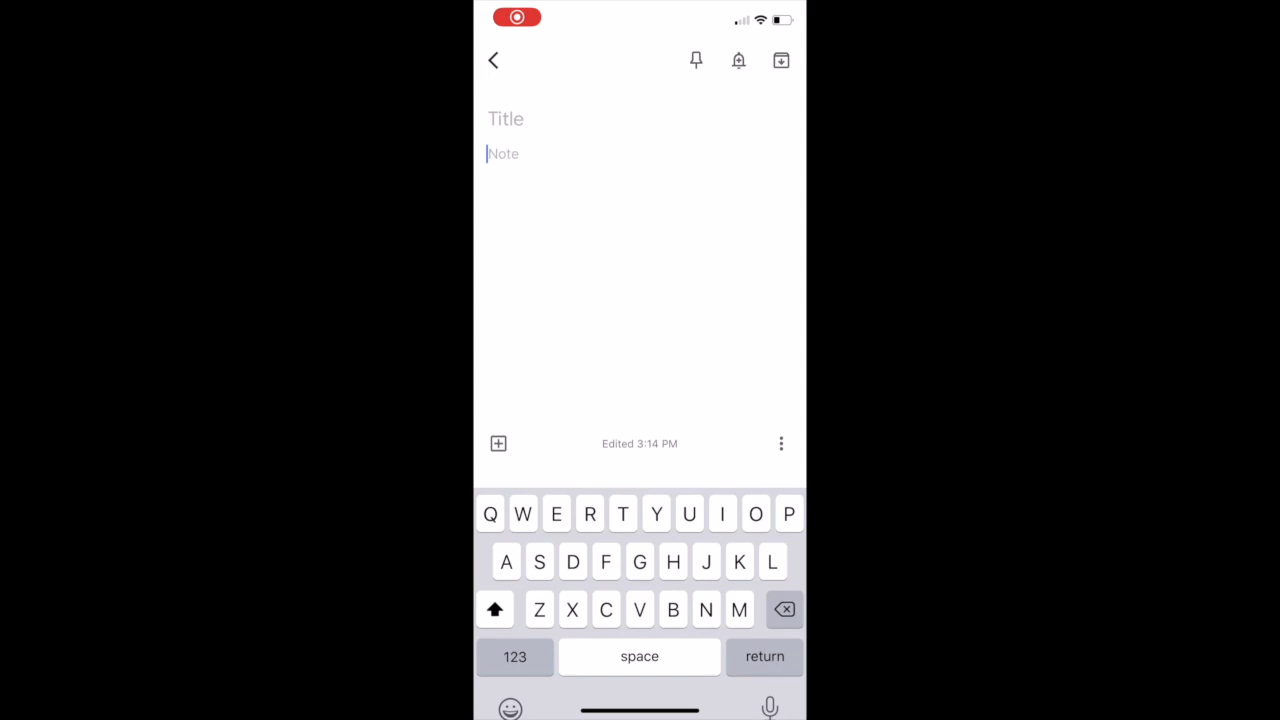 Title
Note
Edited 3:14 PM
Q W E R T Y U I O P
A S D F G H J K L
Z X C V B N M
123 space return